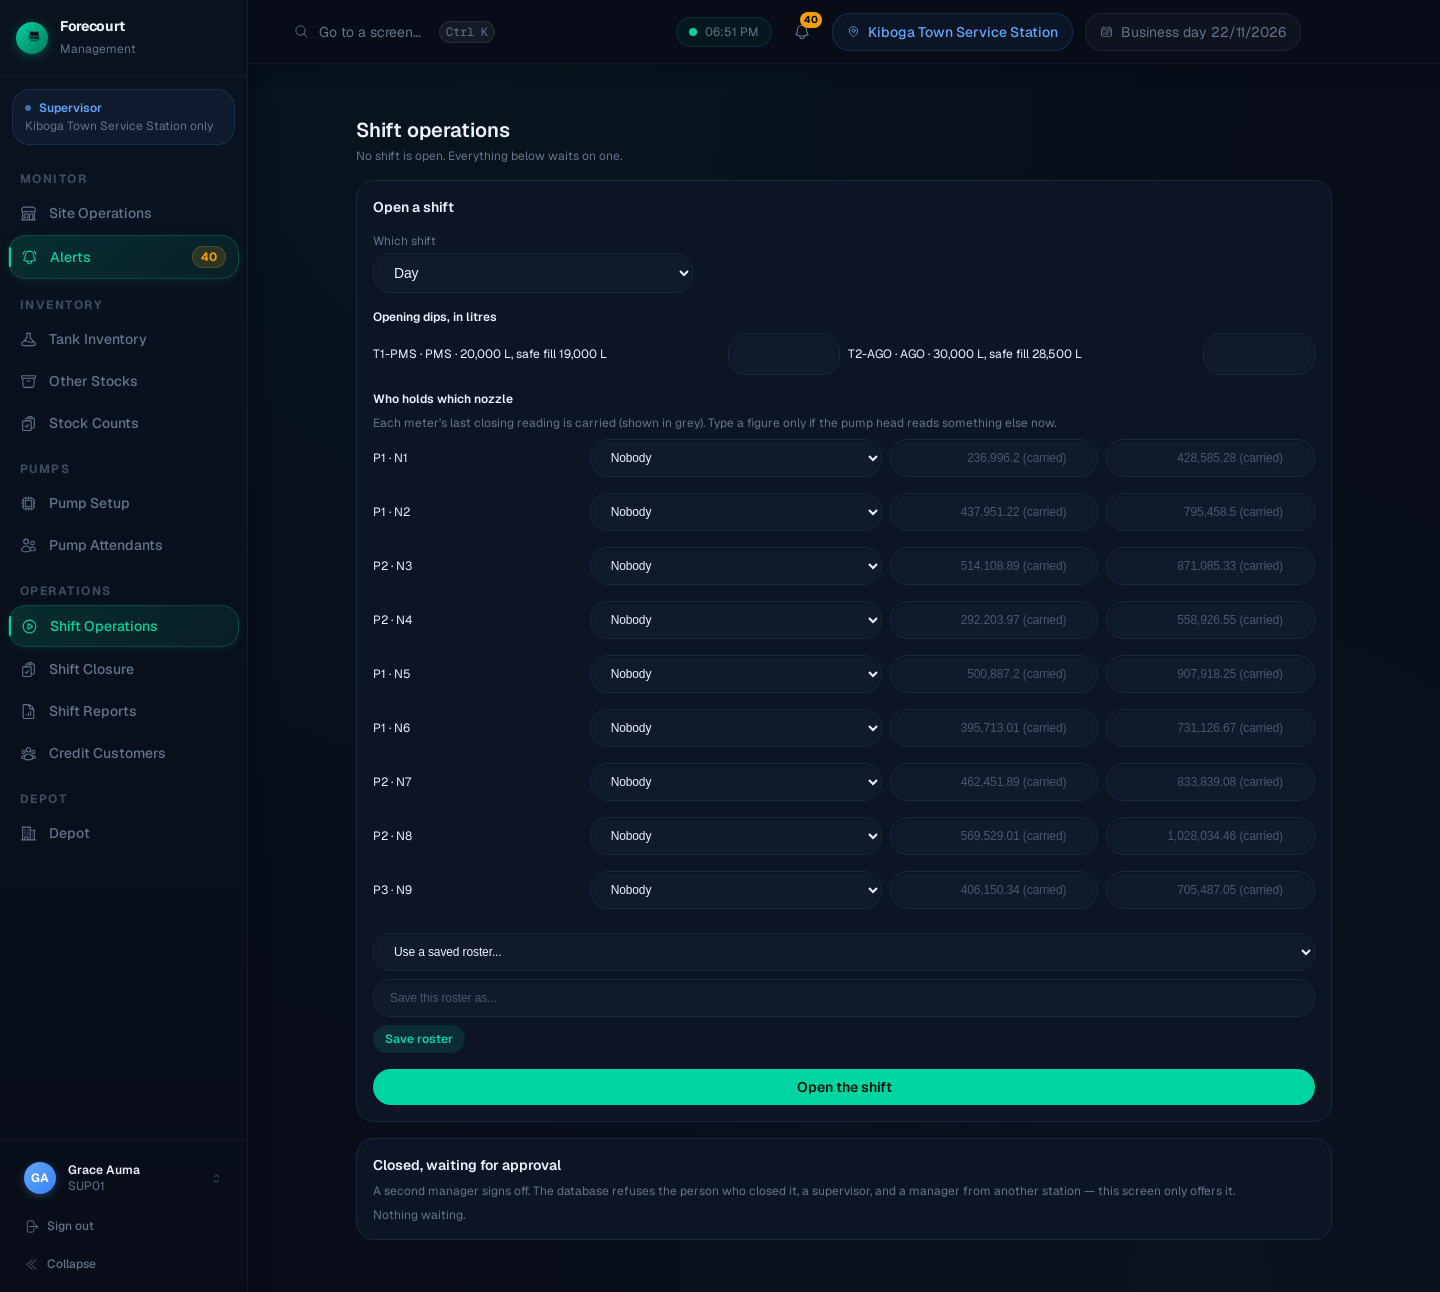 Forecourt
Management
Supervisor
Kiboga Town Service Station only
MONITOR
Site Operations
Alerts
40
INVENTORY
Tank Inventory
Other Stocks
Stock Counts
PUMPS
Pump Setup
Pump Attendants
OPERATIONS
Shift Operations
Shift Closure
Shift Reports
Credit Customers
DEPOT
Depot
Grace Auma
SUP01
GA
Sign out
Collapse
Go to a screen... Ctrl K
06:51 PM
40
Kiboga Town Service Station
Business day 22/11/2026
Shift operations
No shift is open. Everything below waits on one.
Open a shift
Which shift
Day
Opening dips, in litres
T1-PMS · PMS · 20,000 L, safe fill 19,000 L
T2-AGO · AGO · 30,000 L, safe fill 28,500 L
Who holds which nozzle
Each meter's last closing reading is carried (shown in grey). Type a figure only if the pump head reads something else now.
P1 · N1 Nobody 236,996.2 (carried) 428,585.28 (carried)
P1 · N2 Nobody 437,951.22 (carried) 795,458.5 (carried)
P2 · N3 Nobody 514,108.89 (carried) 871,085.33 (carried)
P2 · N4 Nobody 292,203.97 (carried) 558,926.55 (carried)
P1 · N5 Nobody 500,887.2 (carried) 907,918.25 (carried)
P1 · N6 Nobody 395,713.01 (carried) 731,126.67 (carried)
P2 · N7 Nobody 462,451.89 (carried) 833,839.08 (carried)
P2 · N8 Nobody 569,529.01 (carried) 1,028,034.46 (carried)
P3 · N9 Nobody 406,150.34 (carried) 705,487.05 (carried)
Use a saved roster...
Save this roster as...
Save roster
Open the shift
Closed, waiting for approval
A second manager signs off. The database refuses the person who closed it, a supervisor, and a manager from another station — this screen only offers it.
Nothing waiting.